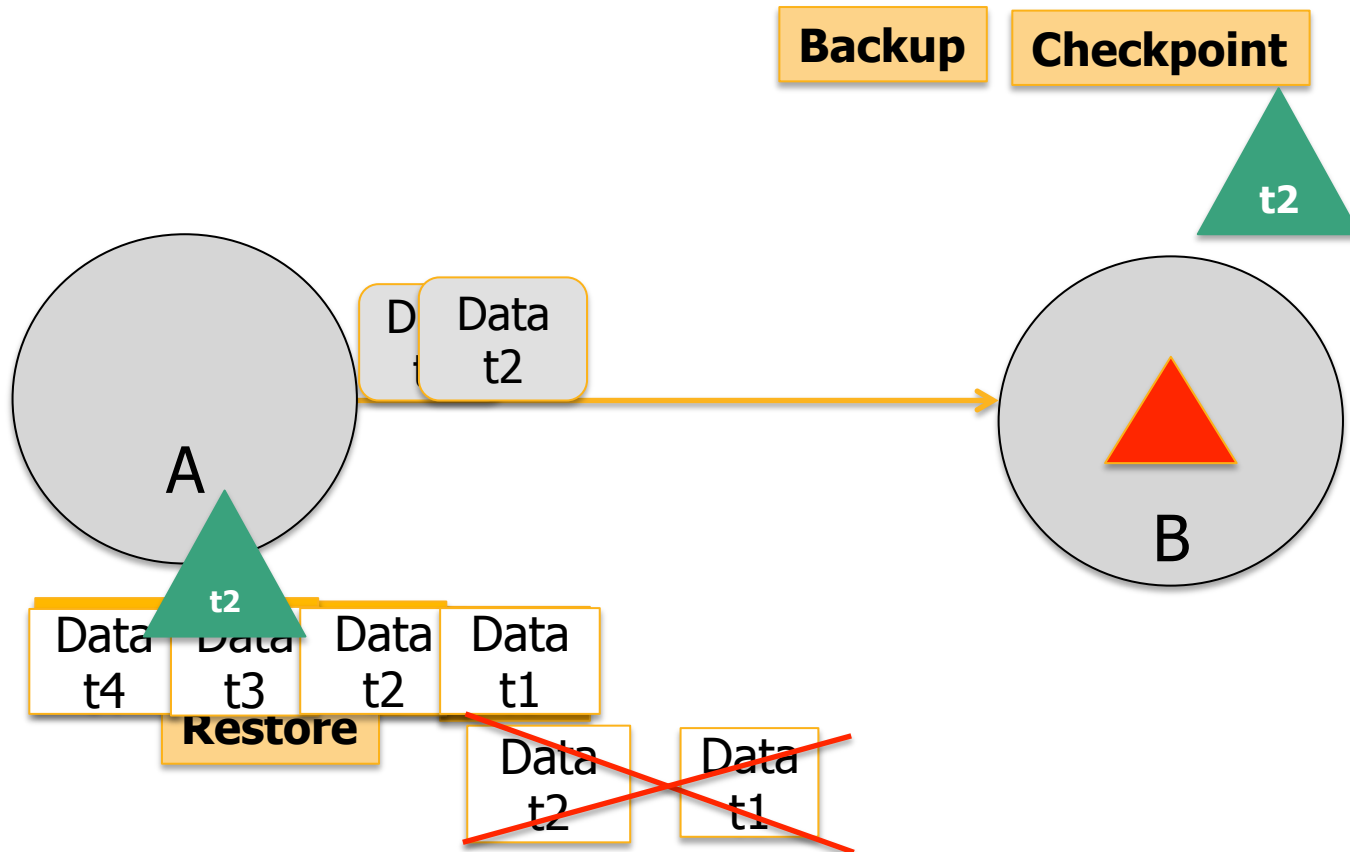 Backup
Checkpoint
t2
Data
t2
A
B
t2
Data
t4
Data
t3
Data
t2
Data
t1
Restore
Data
t2
Data
t1